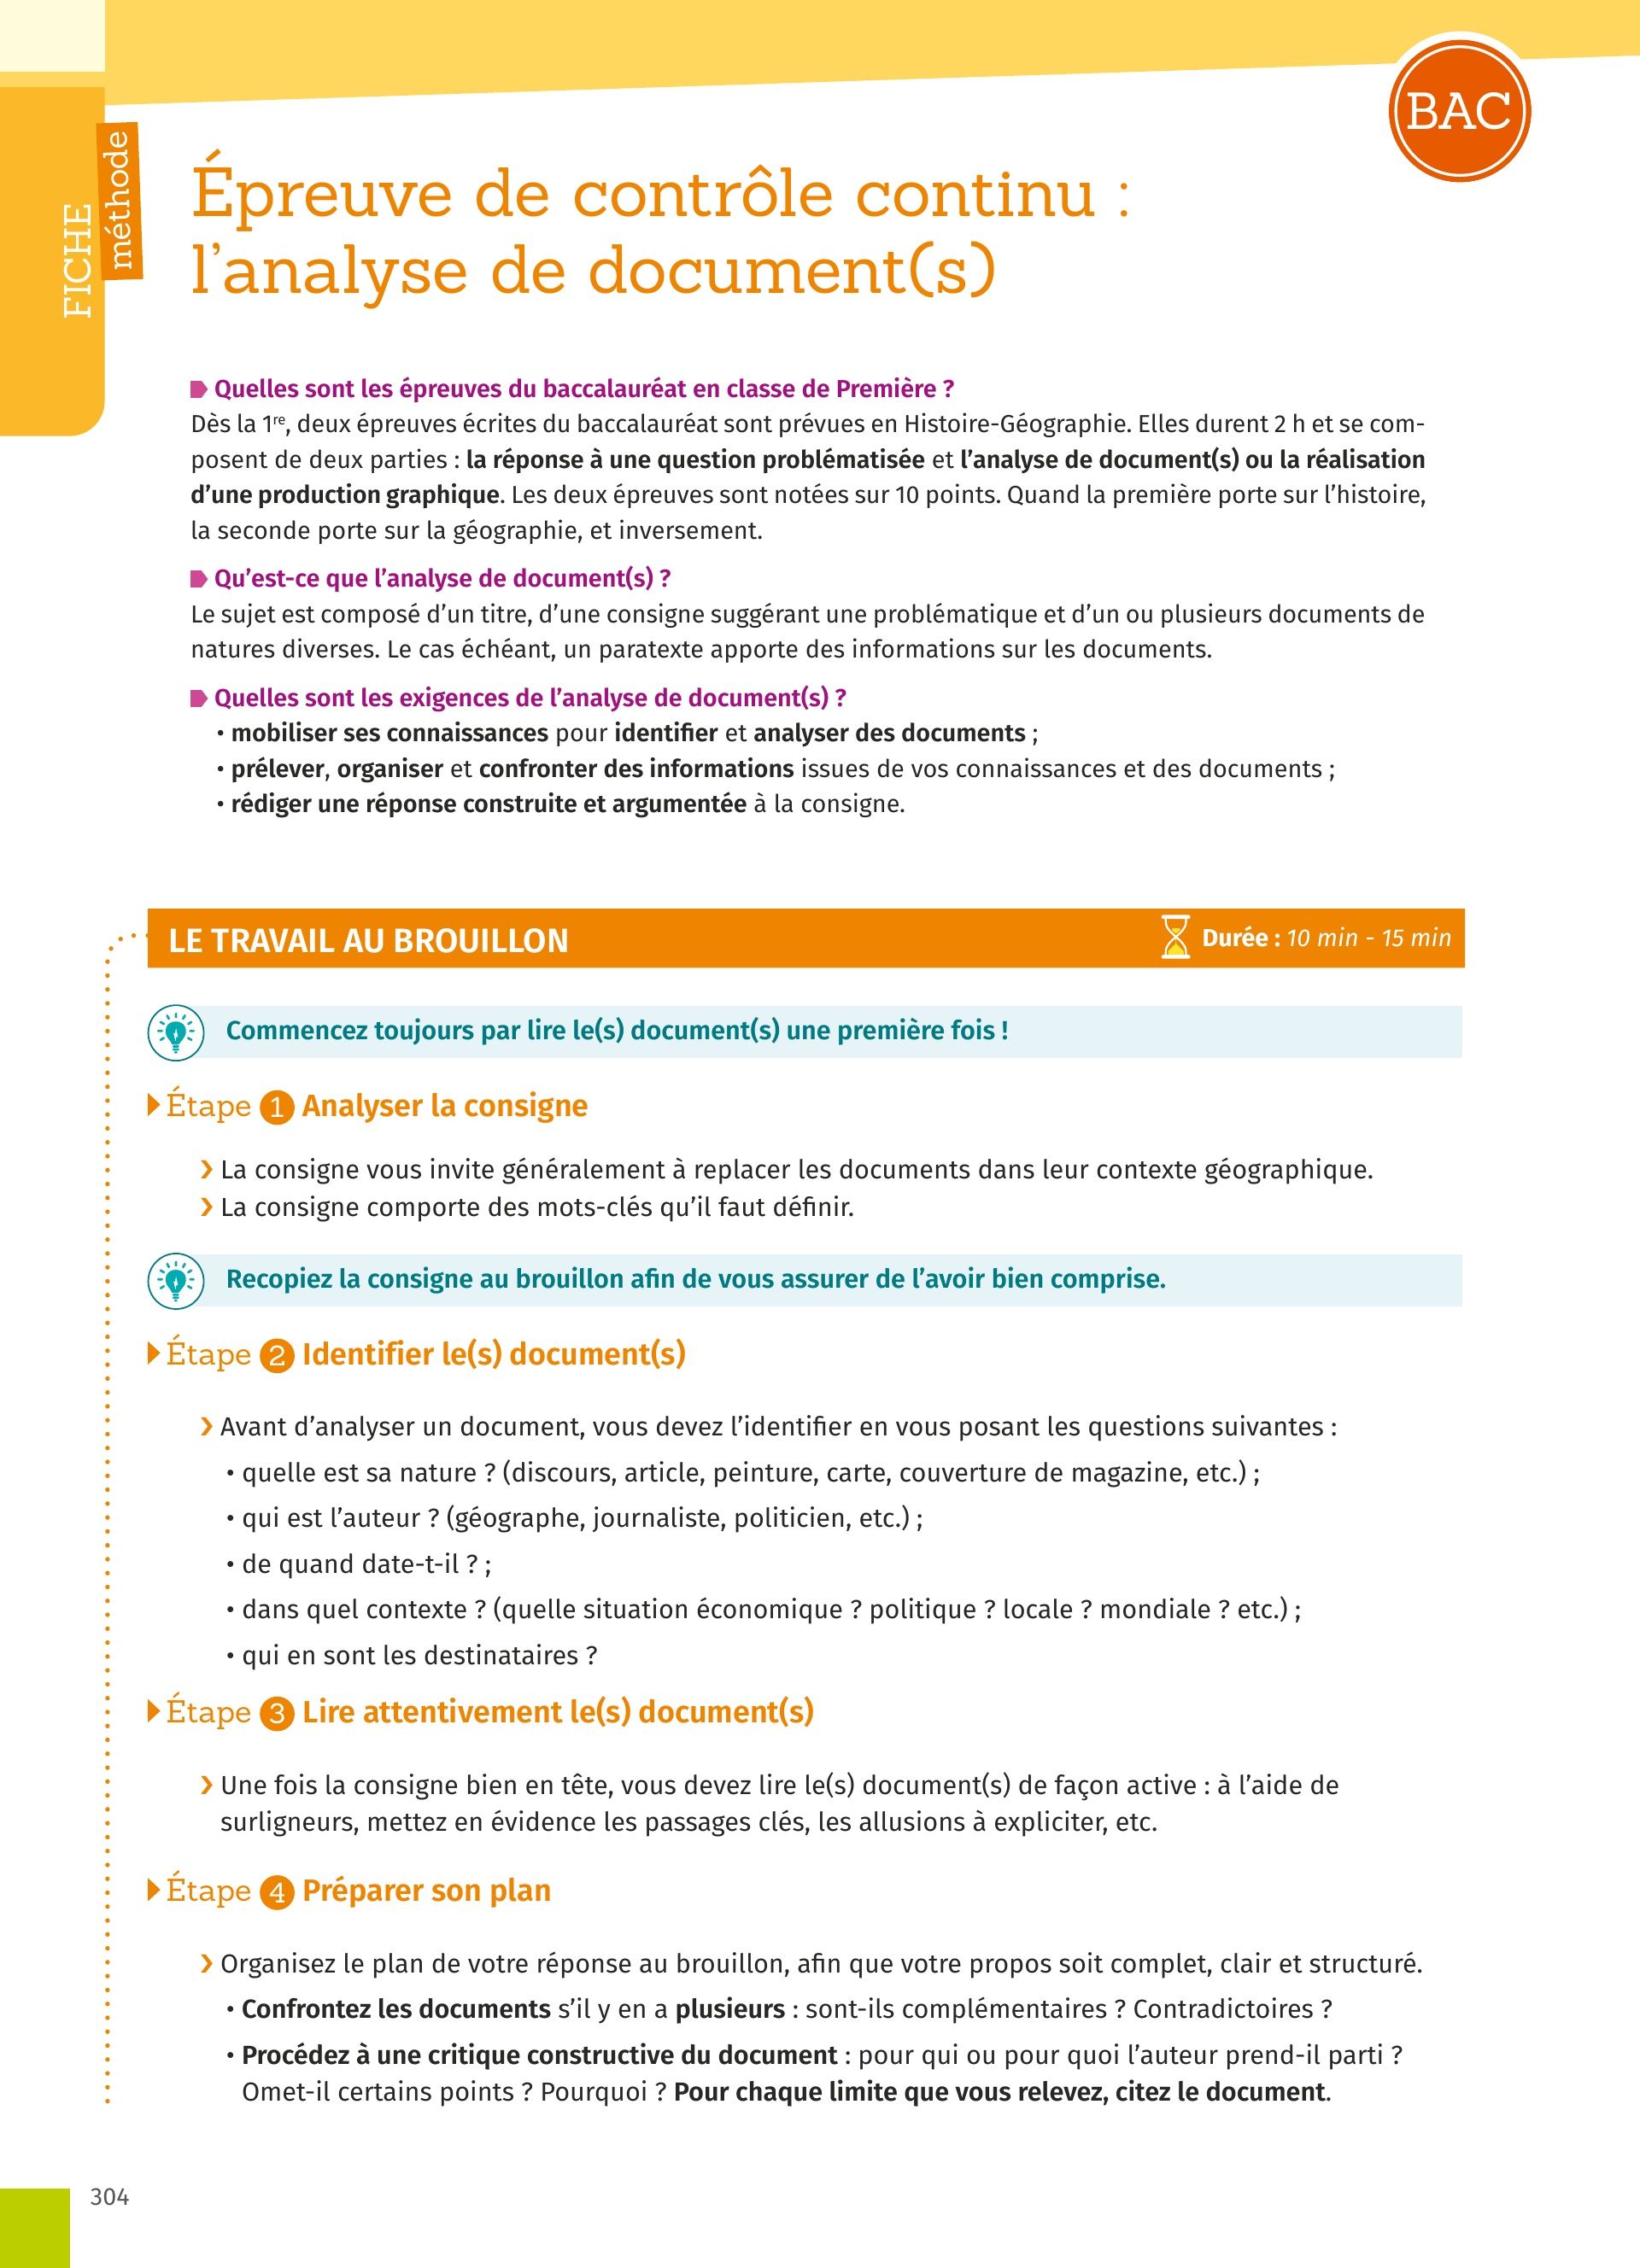 BAC
FICHE
méthode
Épreuve de contrôle continu :
l’analyse de document(s)
Quelles sont les épreuves du baccalauréat en classe de Première ?
Dès la 1re, deux épreuves écrites du baccalauréat sont prévues en Histoire-Géographie. Elles durent 2 h et se com-
posent de deux parties : la réponse à une question problématisée et l’analyse de document(s) ou la réalisation
d’une production graphique. Les deux épreuves sont notées sur 10 points. Quand la première porte sur l’histoire,
la seconde porte sur la géographie, et inversement.
Qu’est-ce que l’analyse de document(s) ?
Le sujet est composé d’un titre, d’une consigne suggérant une problématique et d’un ou plusieurs documents de
natures diverses. Le cas échéant, un paratexte apporte des informations sur les documents.
Quelles sont les exigences de l’analyse de document(s) ?
• mobiliser ses connaissances pour identifier et analyser des documents ;
• prélever, organiser et confronter des informations issues de vos connaissances et des documents ;
• rédiger une réponse construite et argumentée à la consigne.
LE TRAVAIL AU BROUILLON
Durée : 10 min - 15 min
Commencez toujours par lire le(s) document(s) une première fois !
Étape 1 Analyser la consigne
La consigne vous invite généralement à replacer les documents dans leur contexte géographique.
La consigne comporte des mots-clés qu’il faut définir.
Recopiez la consigne au brouillon afin de vous assurer de l’avoir bien comprise.
Étape 2 Identifier le(s) document(s)
Avant d’analyser un document, vous devez l’identifier en vous posant les questions suivantes :
• quelle est sa nature ? (discours, article, peinture, carte, couverture de magazine, etc.) ;
• qui est l’auteur ? (géographe, journaliste, politicien, etc.) ;
• de quand date-t-il ? ;
• dans quel contexte ? (quelle situation économique ? politique ? locale ? mondiale ? etc.) ;
• qui en sont les destinataires ?
Étape 3 Lire attentivement le(s) document(s)
Une fois la consigne bien en tête, vous devez lire le(s) document(s) de façon active : à l’aide de
surligneurs, mettez en évidence les passages clés, les allusions à expliciter, etc.
Étape 4 Préparer son plan
Organisez le plan de votre réponse au brouillon, afin que votre propos soit complet, clair et structuré.
• Confrontez les documents s’il y en a plusieurs : sont-ils complémentaires ? Contradictoires ?
• Procédez à une critique constructive du document : pour qui ou pour quoi l’auteur prend-il parti ?
Omet-il certains points ? Pourquoi ? Pour chaque limite que vous relevez, citez le document.
304